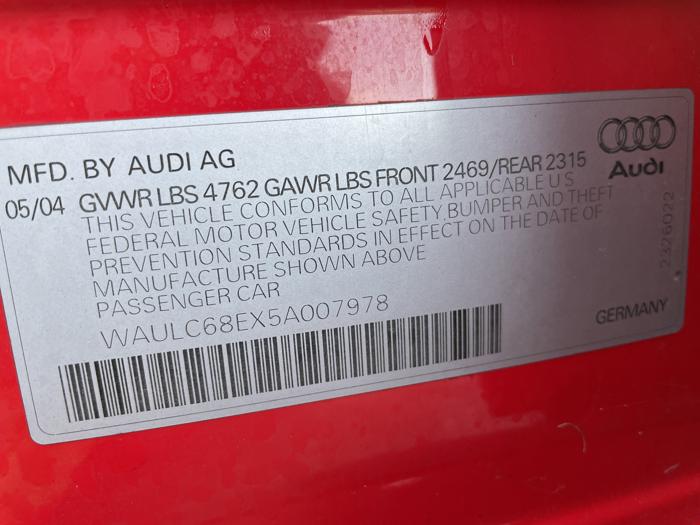 MFD. BY AUDI AG
05/04 GVWR LBS 4762 GAWR LBS FRONT 2469/REAR 2315
THIS VEHICLE CONFORMS TO ALL APPLICABLE U S
FEDERAL MOTOR VEHICLE SAFETY,BUMPER AND THEFT
PREVENTION STANDARDS IN EFFECT ON THE DATE OF
MANUFACTURE SHOWN ABOVE
PASSENGER CAR
WAULC68EX5A007978
Audi
2326022
GERMANY